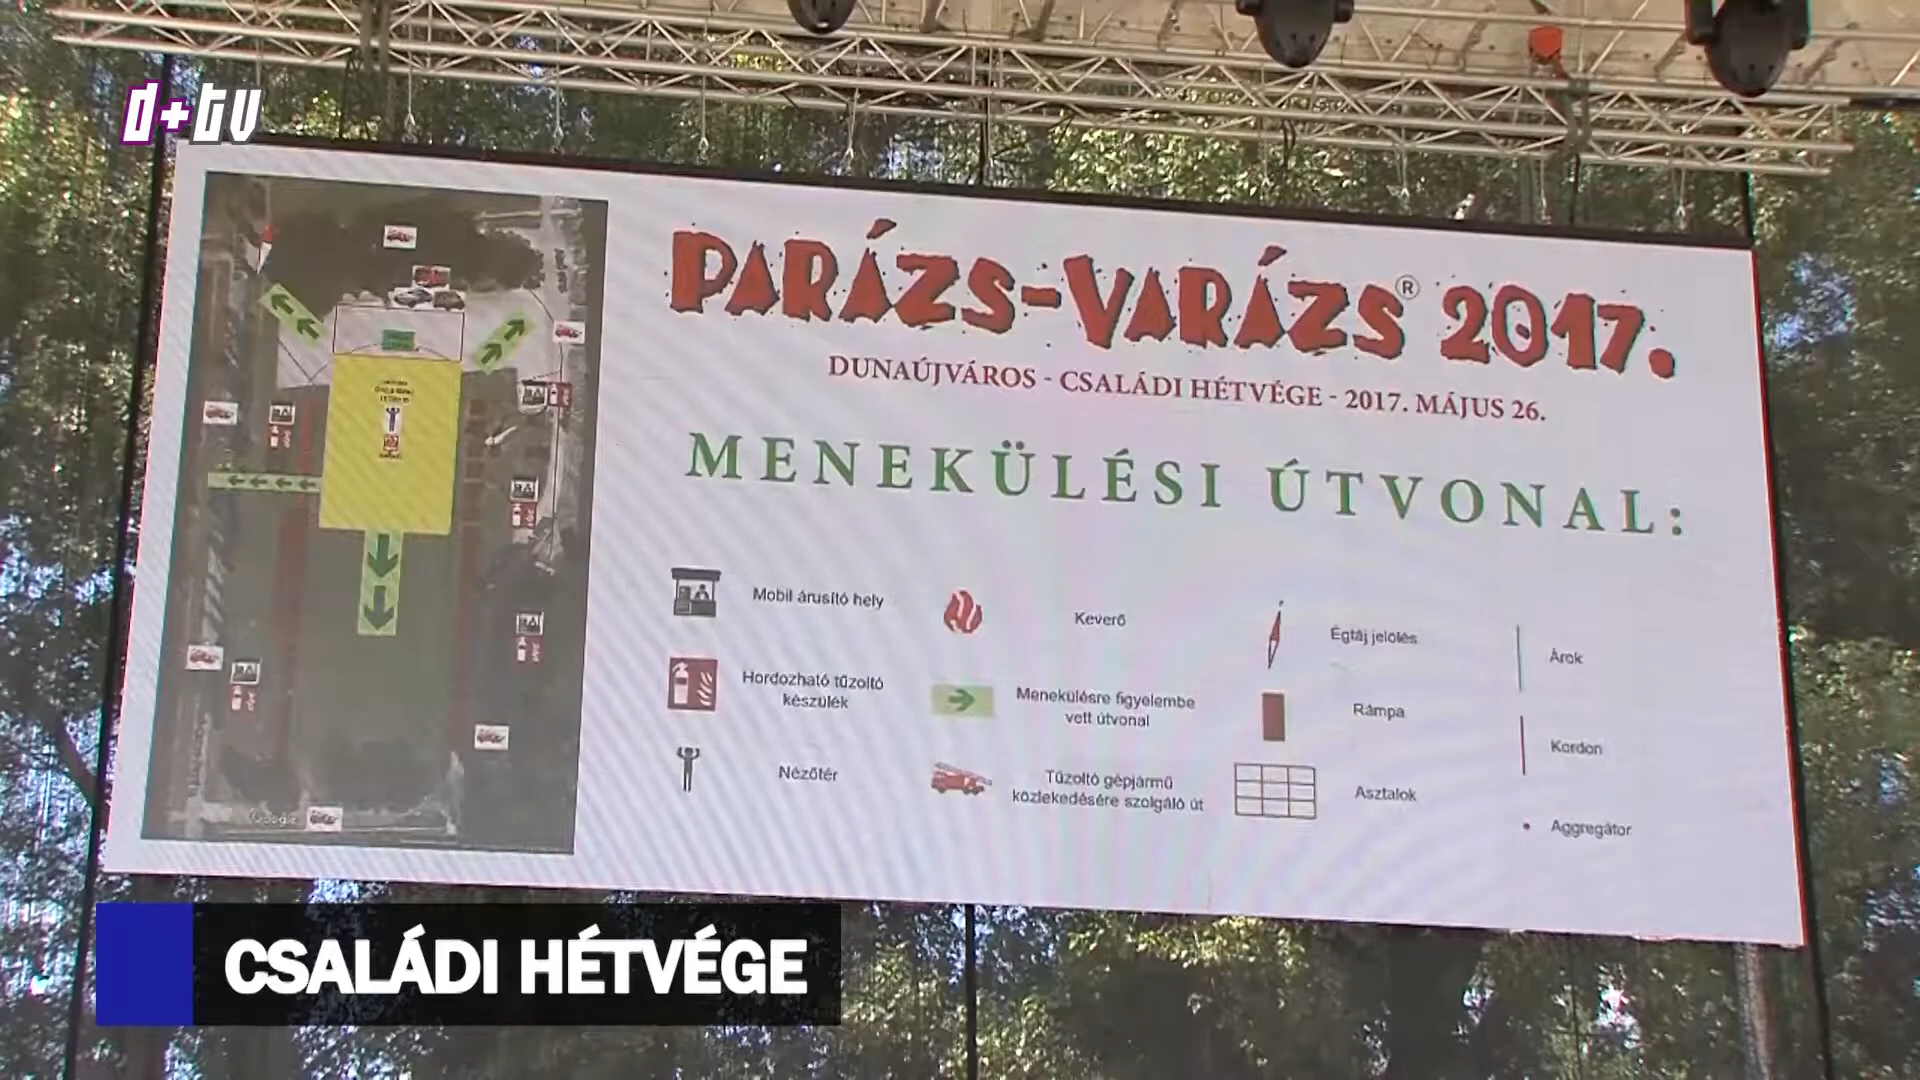 D+TV
PARÁZS-VARÁZS® 2017.
DUNAÚJVÁROS - CSALÁDI HÉTVÉGE - 2017. MÁJUS 26.
MENEKÜLÉSI ÚTVONAL:
Mobil árusító hely
Hordozható tűzoltó
készülék
Nézőtér
Keverő
Menekülésre figyelembe
vett útvonal
Tűzoltó gépjármű
közlekedésére szolgáló út
Égtáj jelölés
Rámpa
Asztalok
Árok
Kordon
Aggregátor
Google
CSALÁDI HÉTVÉGE